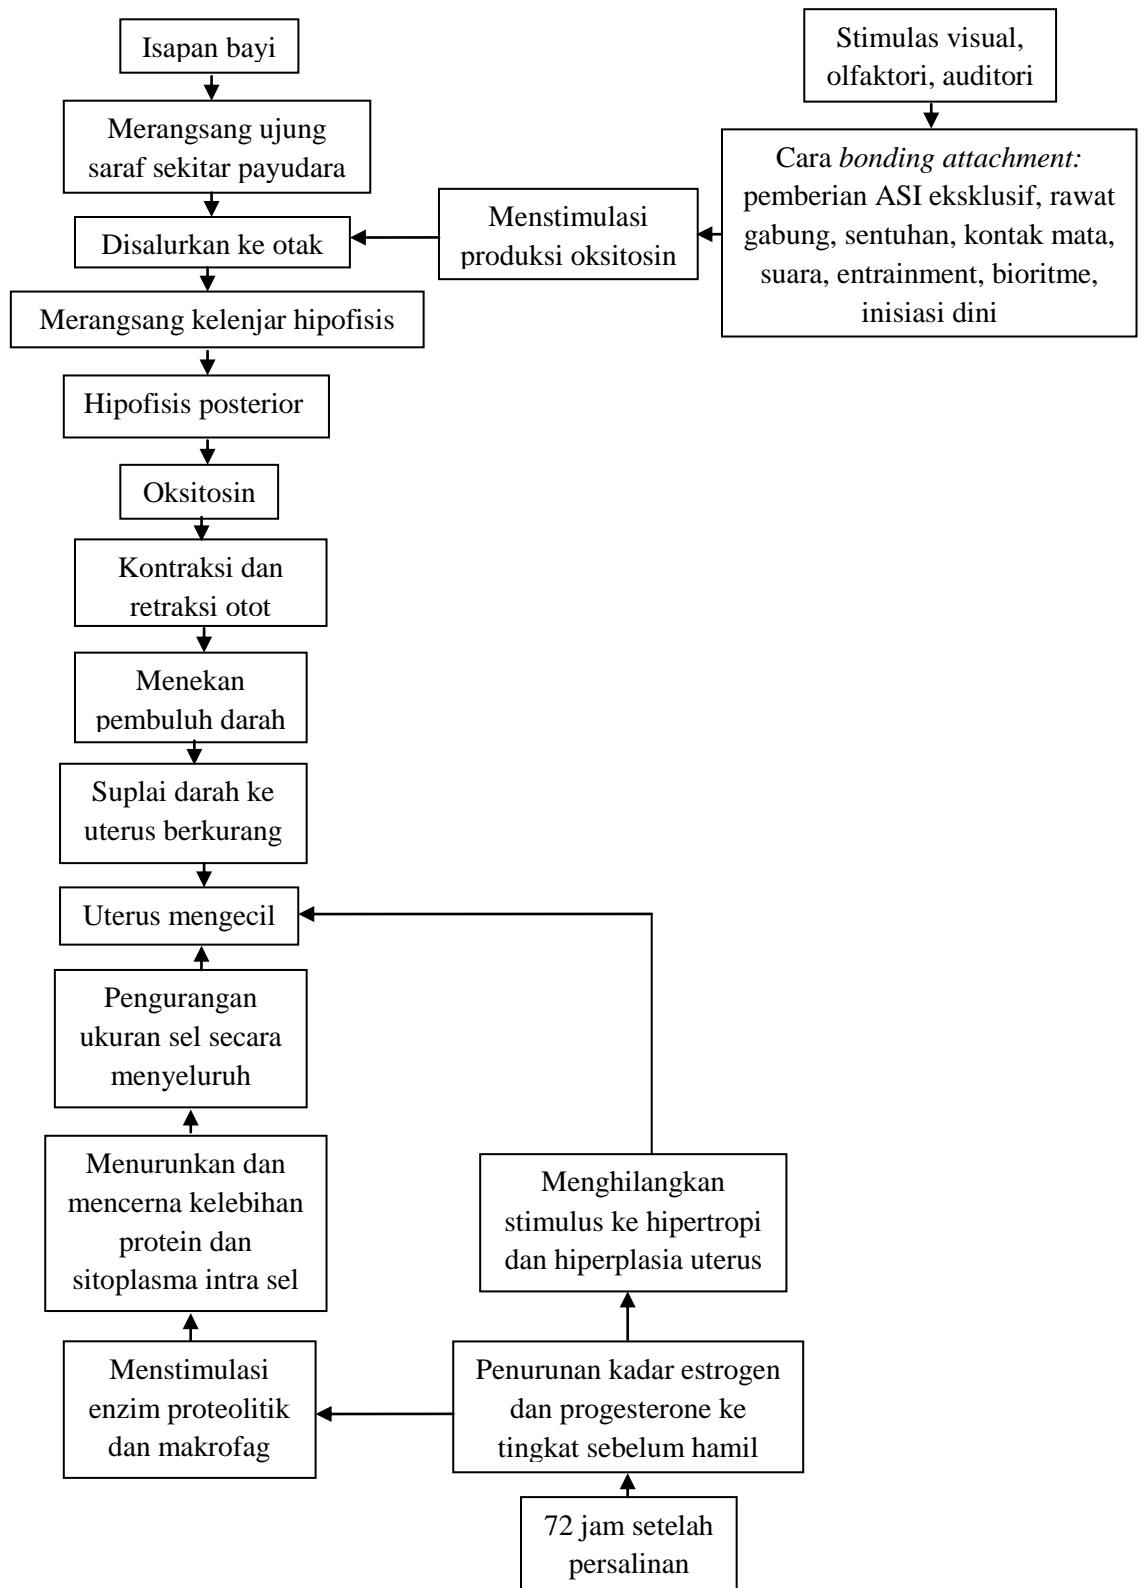 Isapan bayi
Stimulas visual,
olfaktori, auditori
Merangsang ujung
saraf sekitar payudara
Cara bonding attachment:
pemberian ASI eksklusif, rawat
gabung, sentuhan, kontak mata,
suara, entrainment, bioritme,
inisiasi dini
Menstimulasi
produksi oksitosin
Disalurkan ke otak
Merangsang kelenjar hipofisis
Hipofisis posterior
Oksitosin
Kontraksi dan
retraksi otot
Menekan
pembuluh darah
Suplai darah ke
uterus berkurang
Uterus mengecil
Pengurangan
ukuran sel secara
menyeluruh
Menurunkan dan
mencerna kelebihan
protein dan
sitoplasma intra sel
Menghilangkan
stimulus ke hipertropi
dan hiperplasia uterus
Menstimulasi
enzim proteolitik
dan makrofag
Penurunan kadar estrogen
dan progesterone ke
tingkat sebelum hamil
72 jam setelah
persalinan